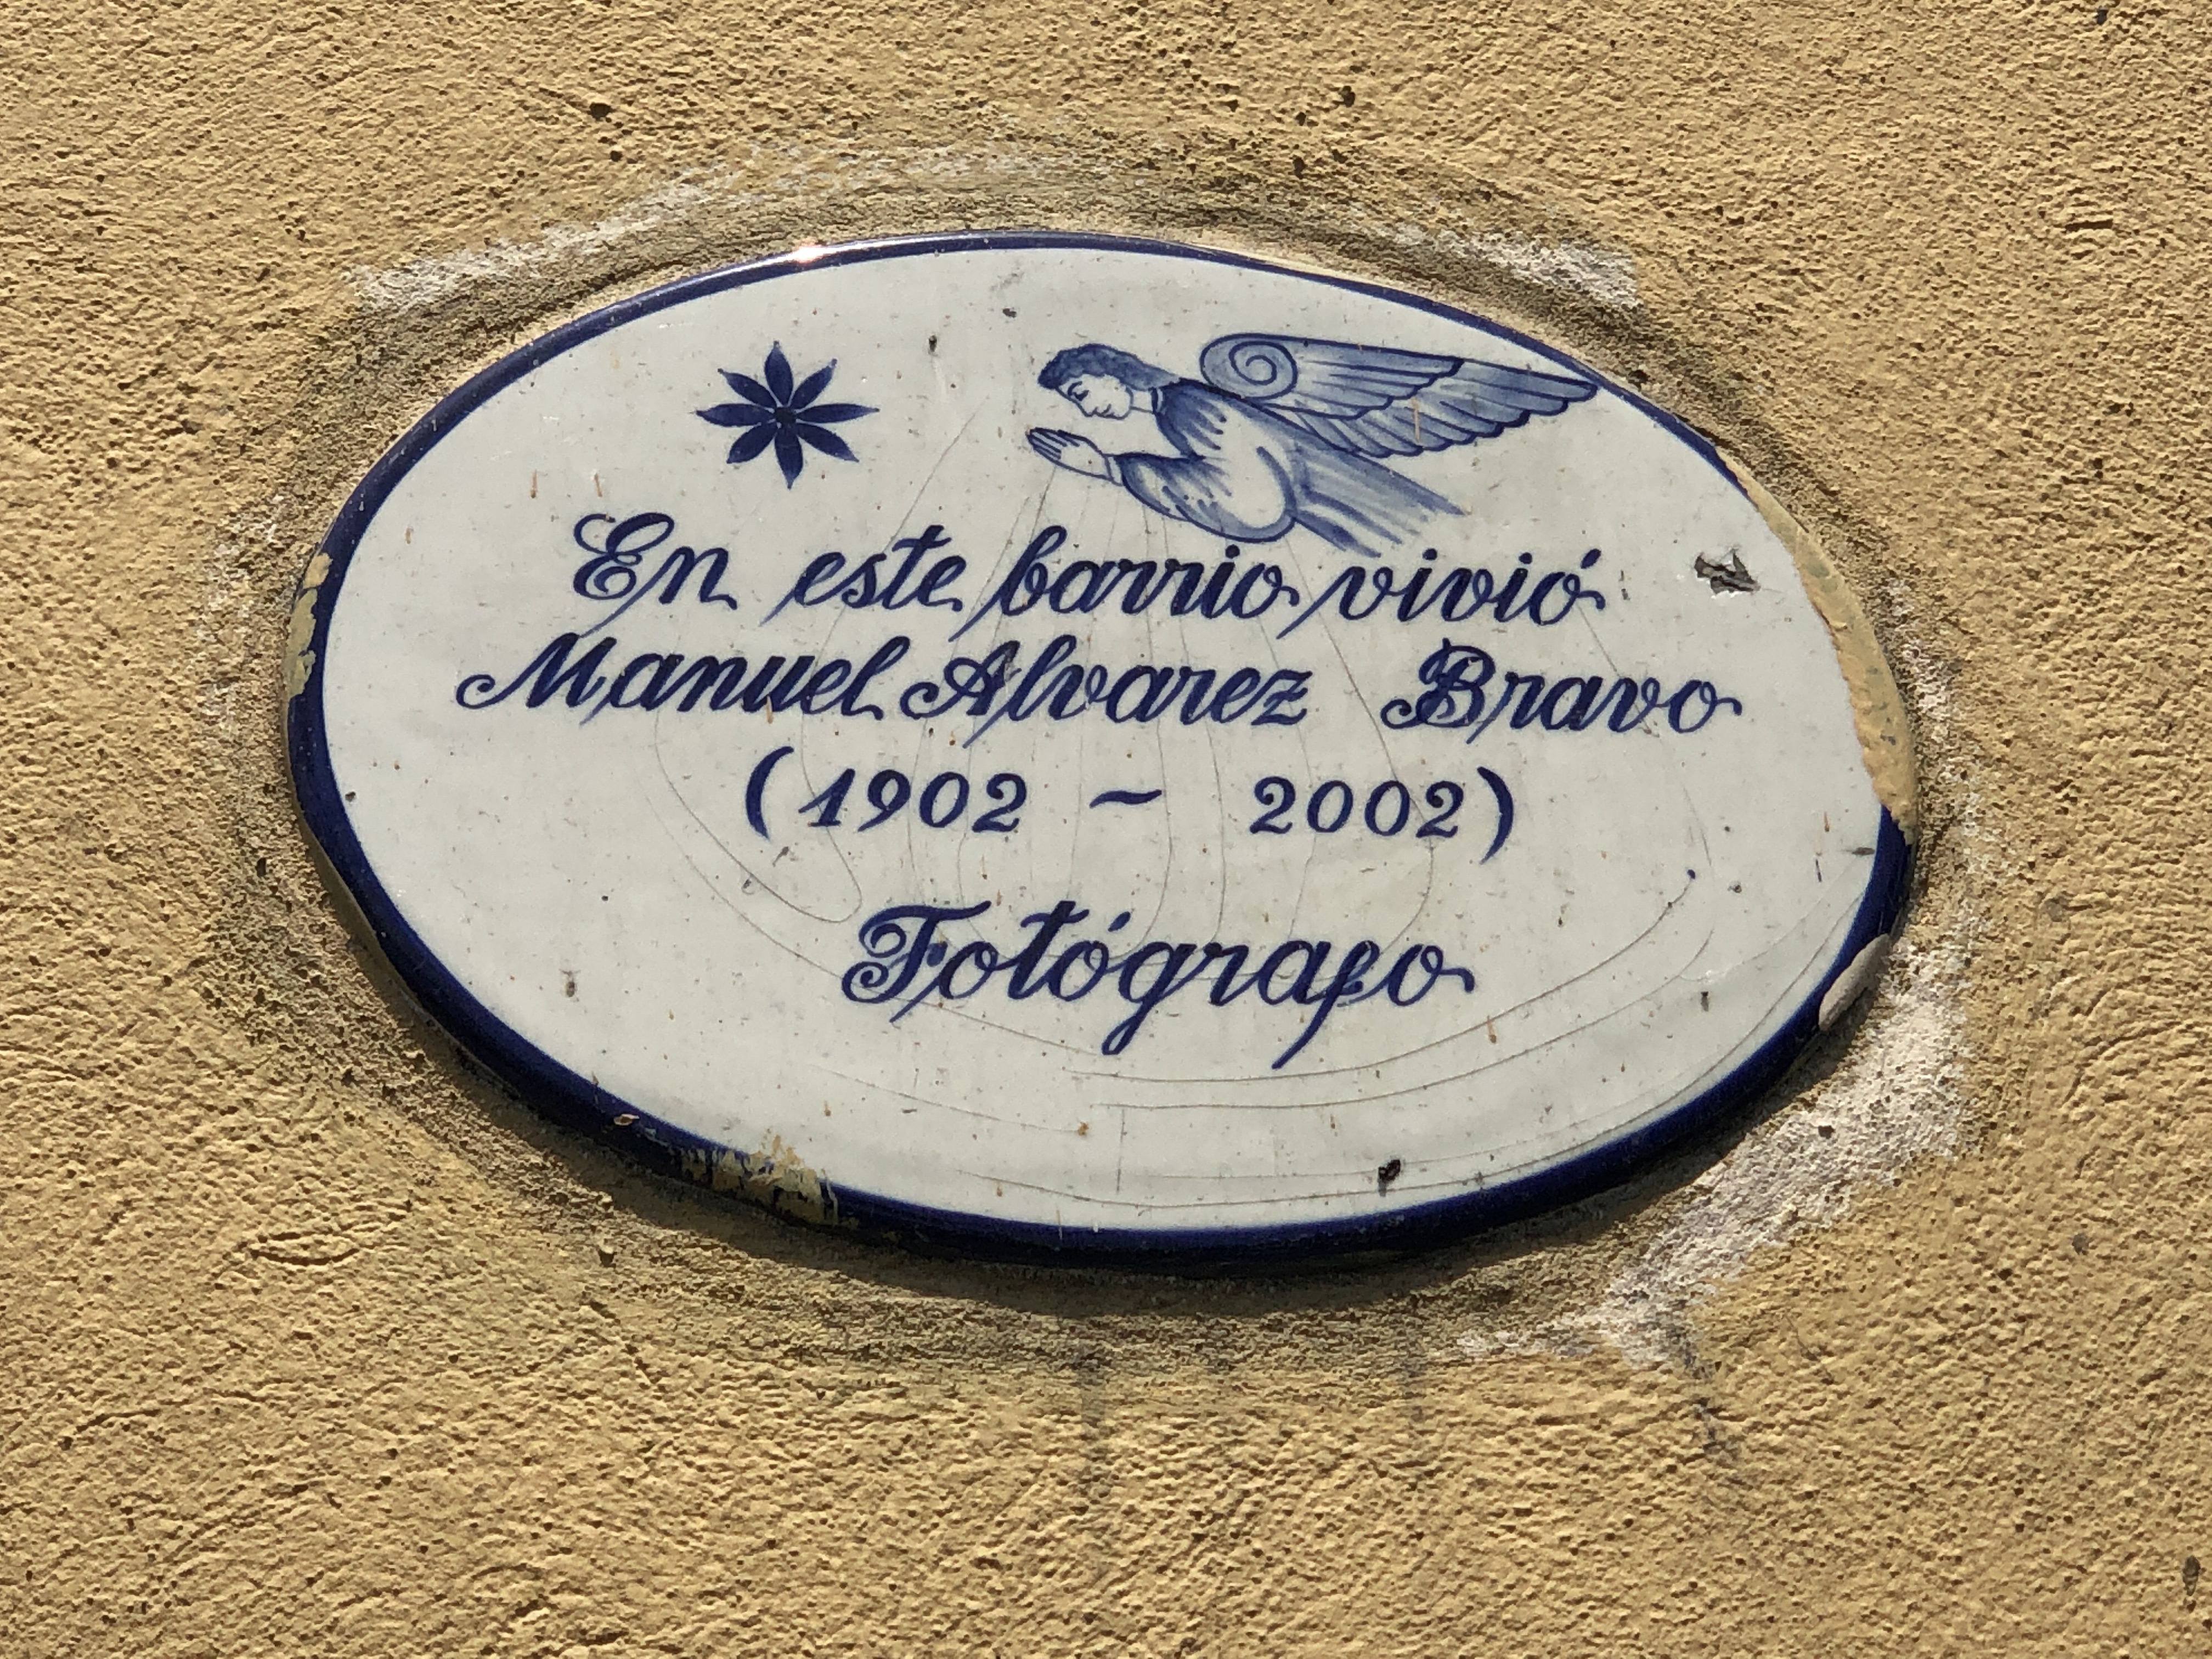 En este barrio vivió
Manuel Alvarez Bravo
(1902 - 2002)
Fotógrafo